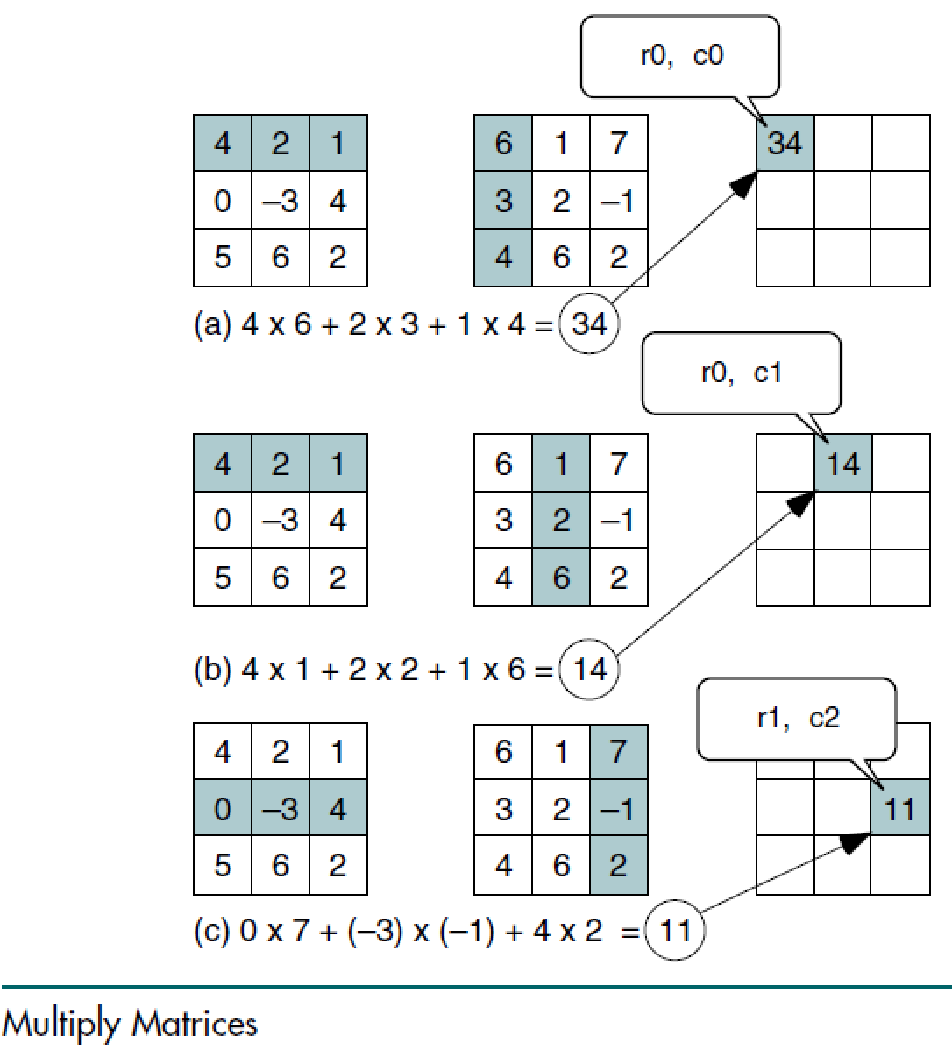 r0, c0
4 2 1 6 1 7 34
0 –3 4 3 2 –1
5 6 2 4 6 2
(a) 4 x 6 + 2 x 3 + 1 x 4 = 34
r0, c1
4 2 1 6 1 7 14
0 –3 4 3 2 –1
5 6 2 4 6 2
(b) 4 x 1 + 2 x 2 + 1 x 6 = 14
r1, c2
4 2 1 6 1 7
0 –3 4 3 2 –1 11
5 6 2 4 6 2
(c) 0 x 7 + (–3) x (–1) + 4 x 2 = 11
Multiply Matrices